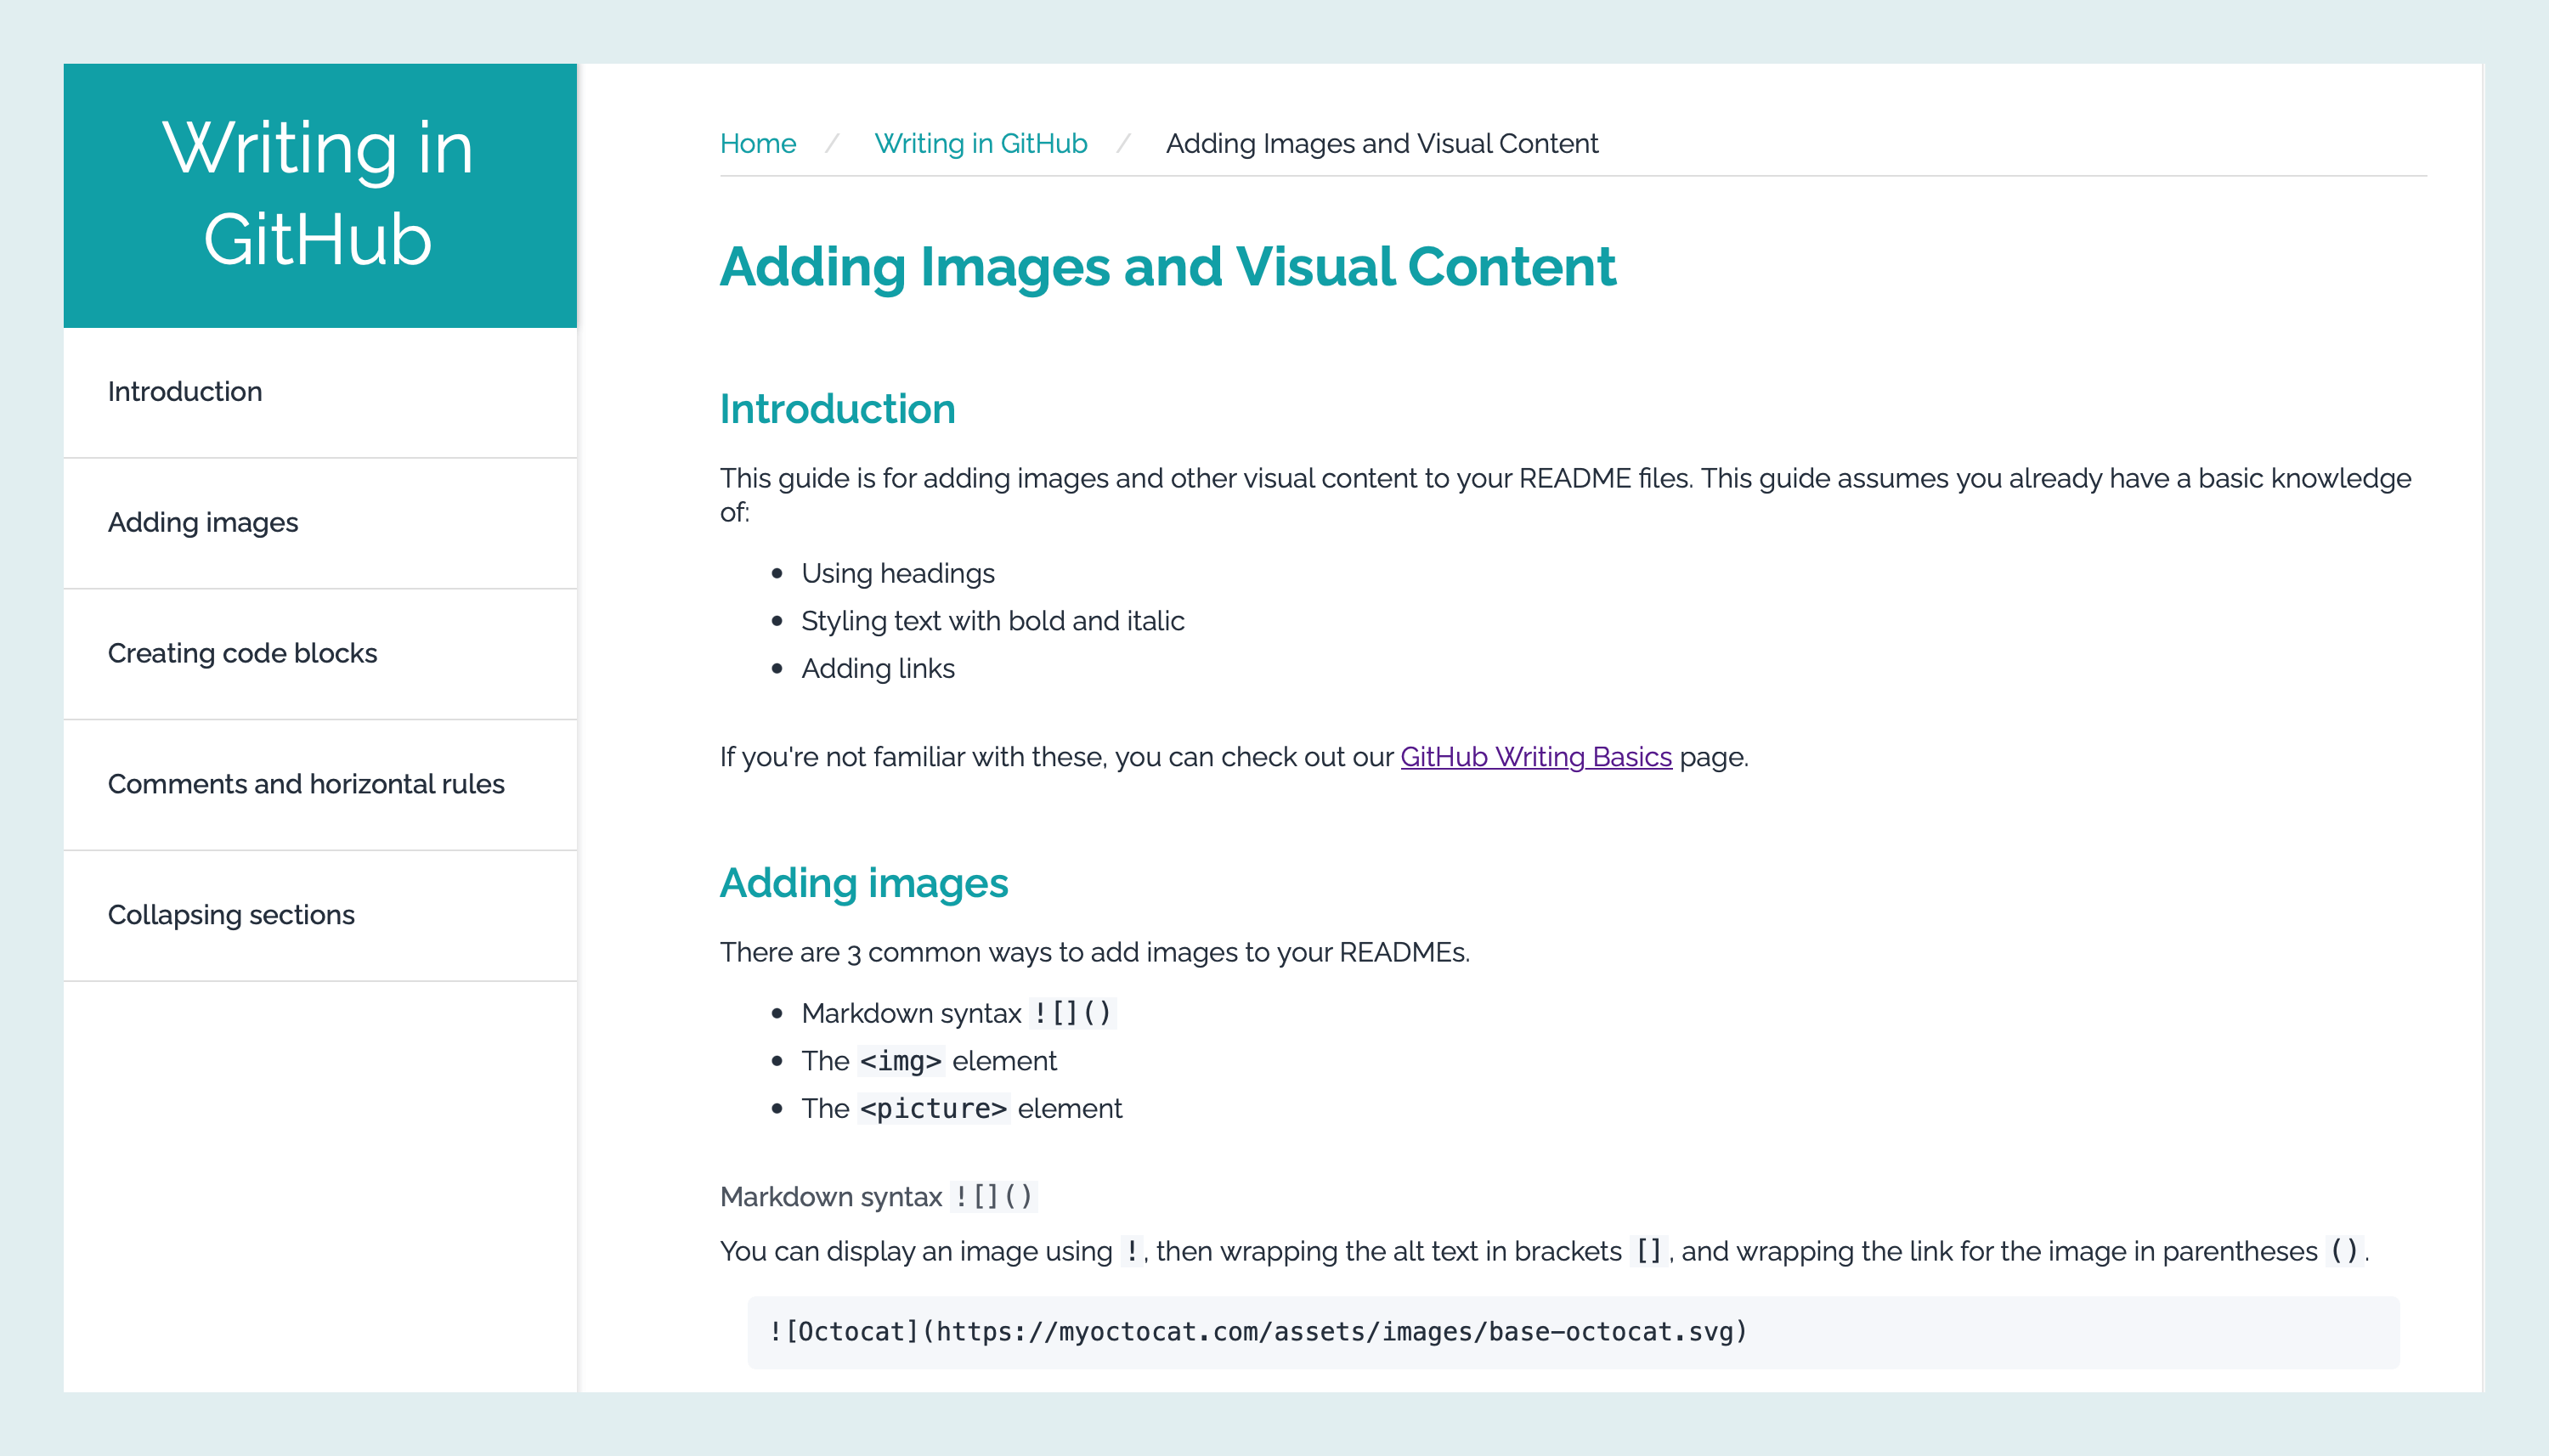 Writing in
GitHub
Introduction
Adding images
Creating code blocks
Comments and horizontal rules
Collapsing sections
Home / Writing in GitHub / Adding Images and Visual Content
Adding Images and Visual Content
Introduction
This guide is for adding images and other visual content to your README files. This guide assumes you already have a basic knowledge
of:
• Using headings
• Styling text with bold and italic
• Adding links
If you're not familiar with these, you can check out our GitHub Writing Basics page.
Adding images
There are 3 common ways to add images to your READMEs.
• Markdown syntax ![]()
• The <img> element
• The <picture> element
Markdown syntax ![]()
You can display an image using !, then wrapping the alt text in brackets [], and wrapping the link for the image in parentheses ().
![Octocat](https://myoctocat.com/assets/images/base-octocat.svg)